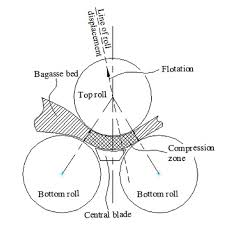 Line of roll
displacement
Bagasse bed
Flotation
Top roll
Compression
zone
Bottom roll
Bottom roll
Central blade